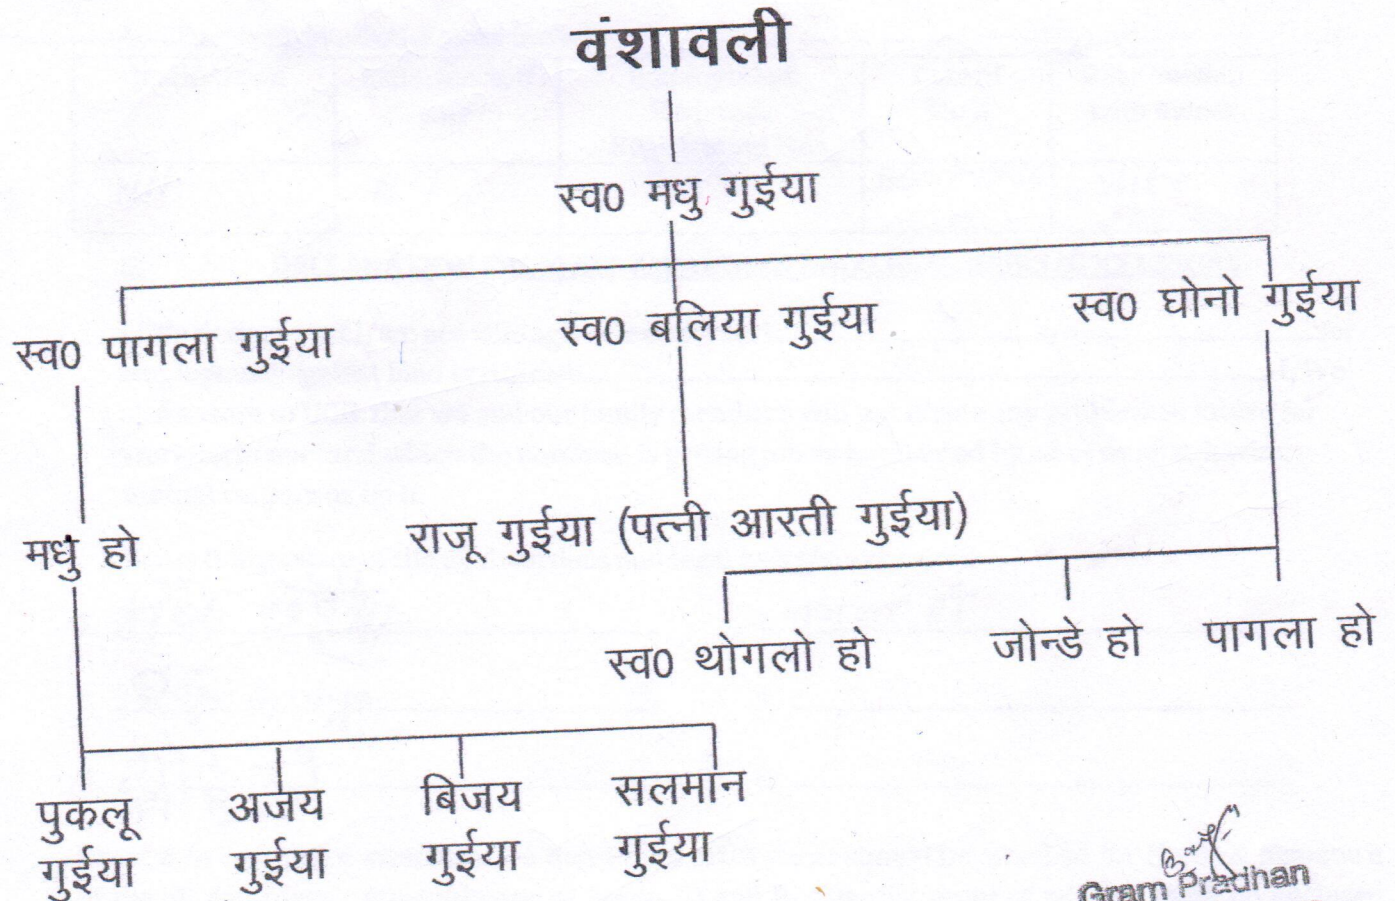 वंशावली
स्व0 मधु गुईया
स्व0 पागला गुईया स्व0 बलिया गुईया स्व0 घोनो गुईया
मधु हो राजू गुईया (पत्नी आरती गुईया)
स्व0 थोगलो हो जोन्डे हो पागला हो
पुकलू अजय बिजय सलमान
गुईया गुईया गुईया गुईया
Gram Pradhan